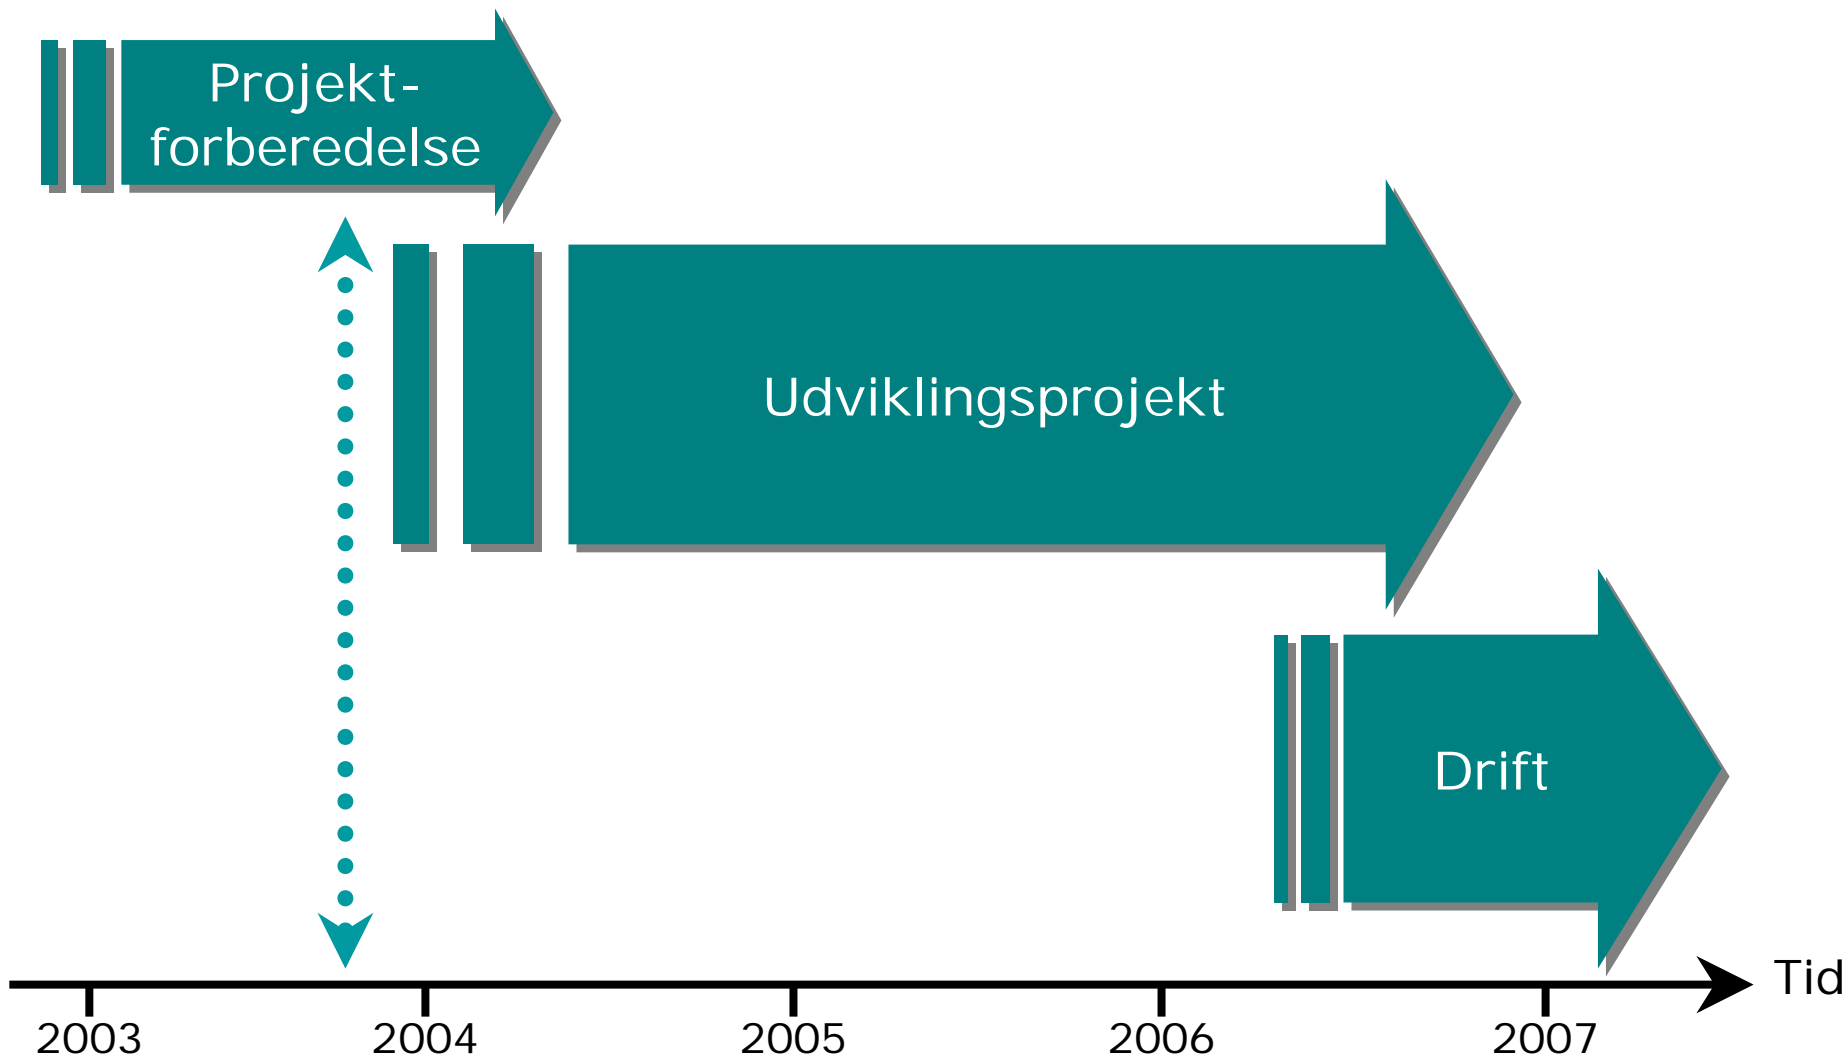 Projekt-
forberedelse
Udviklingsprojekt
Drift
Tid
2003
2004
2005
2006
2007